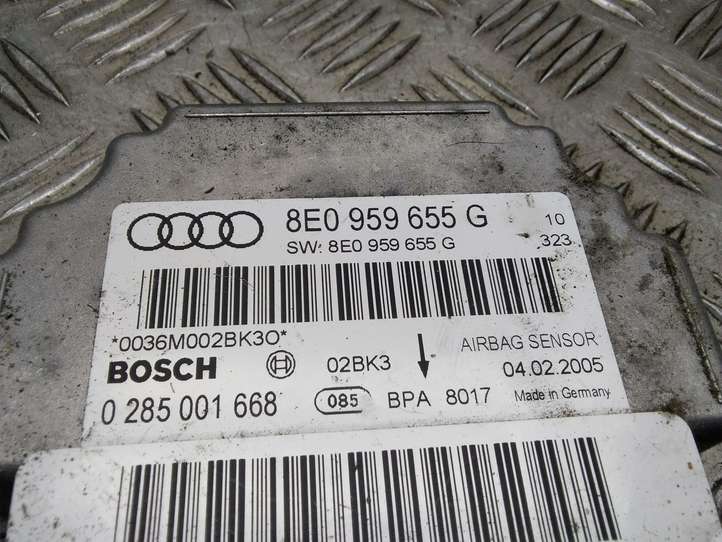 8E0 959 655 G 10
SW: 8E0 959 655 G 323
*0036M002BK3O*
BOSCH 02BK3 AIRBAG SENSOR
04.02.2005
0 285 001 668 085 BPA 8017 Made in Germany